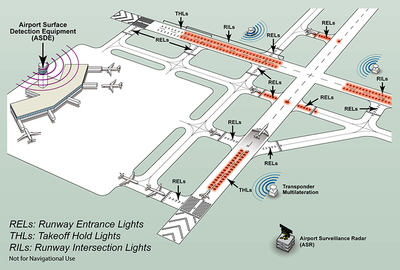 Airport Surface
Detection Equipment
(ASDE)
THLs
RILs
RELs
RELs
RILs
RELs
RELs
RELs
RELs
RELs
RELs
THLs
Transponder
Multilateration
RELs: Runway Entrance Lights
THLs: Takeoff Hold Lights
RILs: Runway Intersection Lights
Not for Navigational Use
Airport Surveillance Radar
(ASR)